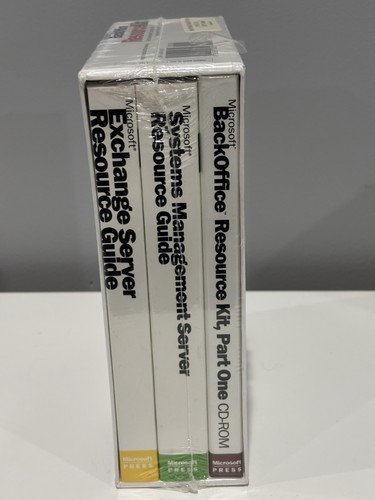 Microsoft®
Exchange Server
Resource Guide
Microsoft
PRESS
Microsoft®
Systems Management Server
Resource Guide
Microsoft
PRESS
Microsoft®
BackOffice™ Resource Kit, Part One CD-ROM
Microsoft
PRESS